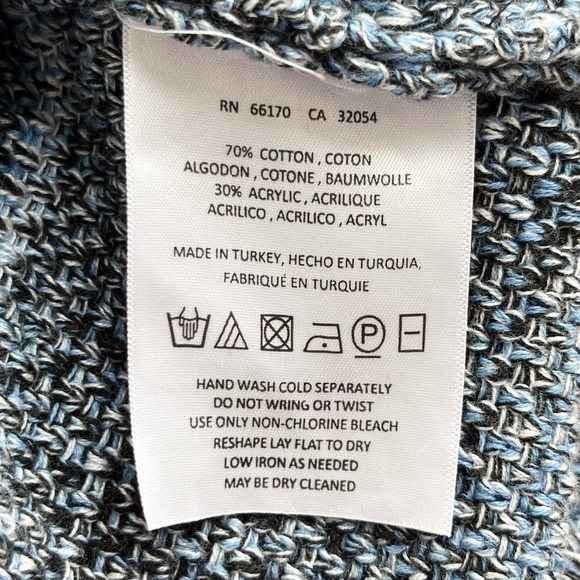 RN 66170 CA 32054
70% COTTON , COTON
ALGODON , COTONE , BAUMWOLLE
30% ACRYLIC , ACRILIQUE
ACRILICO , ACRILICO , ACRYL
MADE IN TURKEY, HECHO EN TURQUIA,
FABRIQUÉ EN TURQUIE
P
HAND WASH COLD SEPARATELY
DO NOT WRING OR TWIST
USE ONLY NON-CHLORINE BLEACH
RESHAPE LAY FLAT TO DRY
LOW IRON AS NEEDED
MAY BE DRY CLEANED